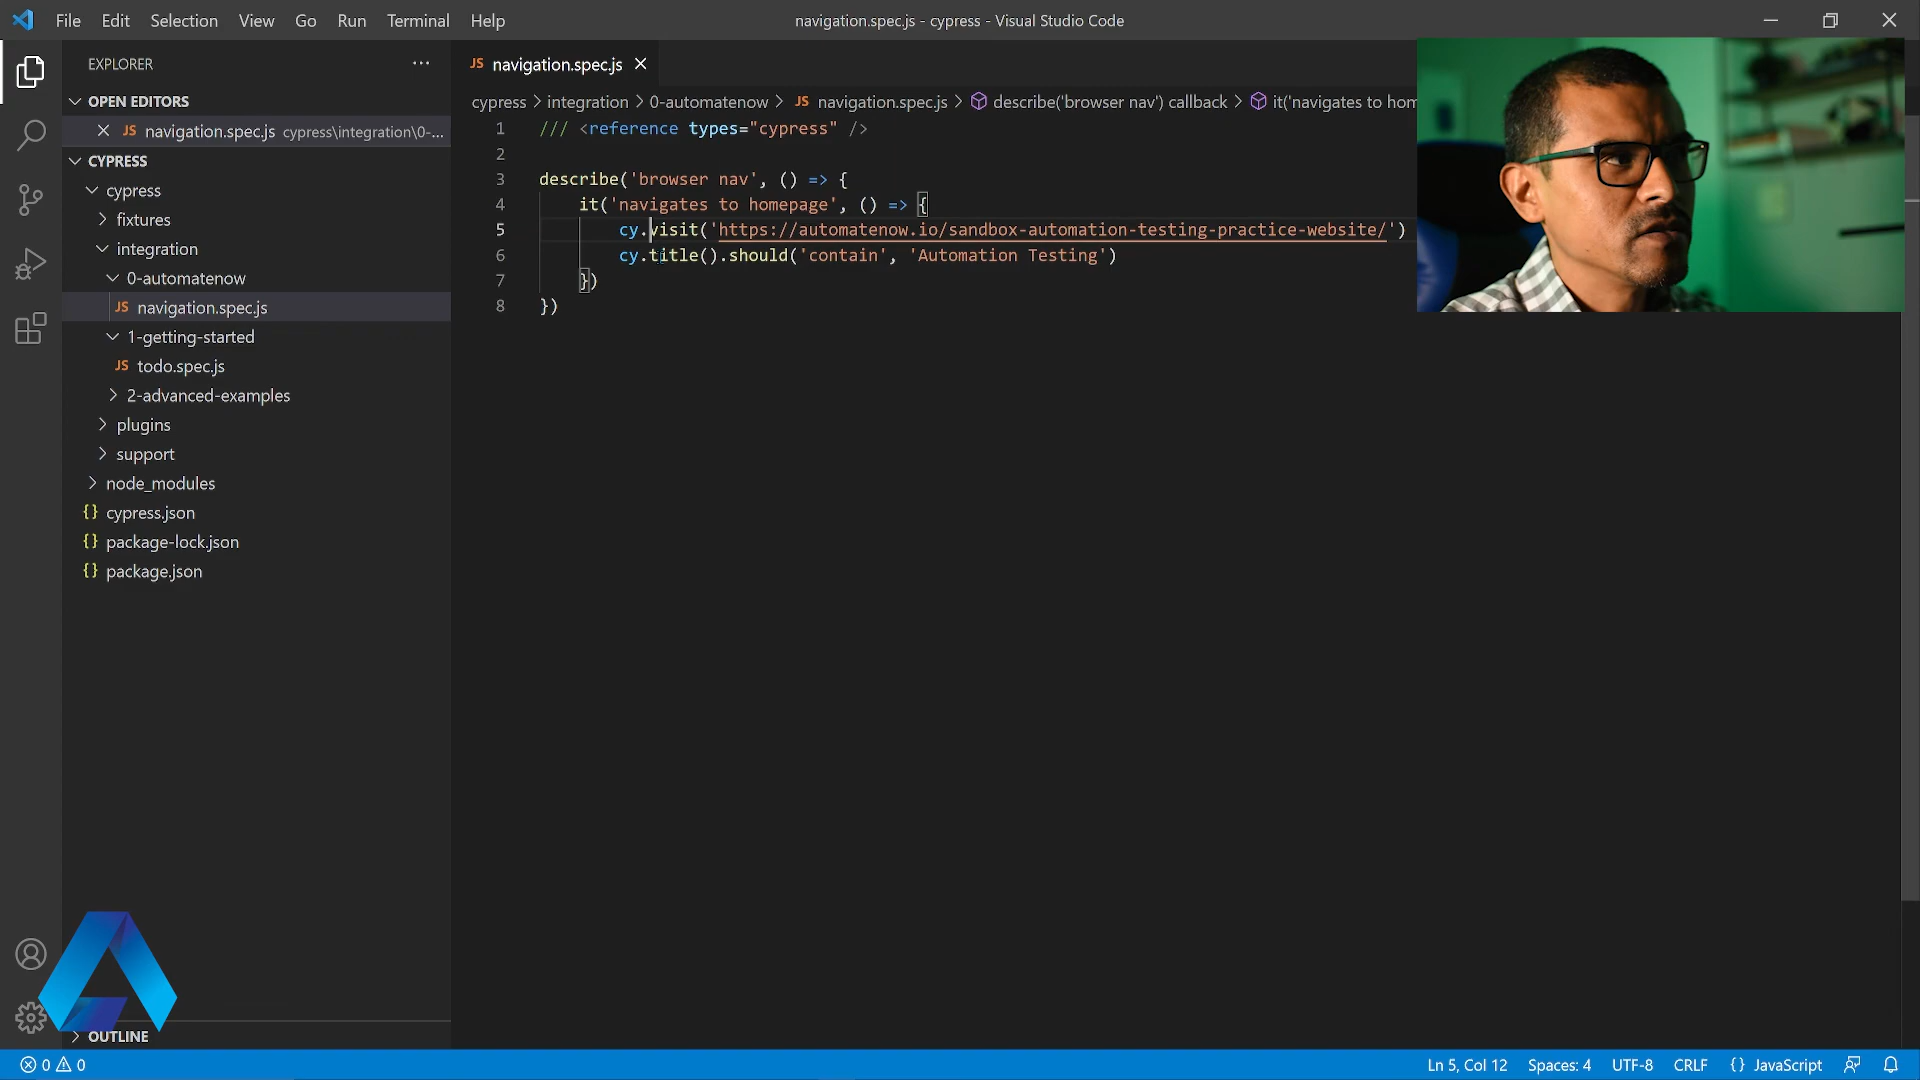 File Edit Selection View Go Run Terminal Help
navigation.spec.js - cypress - Visual Studio Code
EXPLORER
OPEN EDITORS
JS navigation.spec.js cypress\integration\0-...
CYPRESS
cypress
fixtures
integration
0-automatenow
JS navigation.spec.js
1-getting-started
JS todo.spec.js
2-advanced-examples
plugins
support
node_modules
{} cypress.json
{} package-lock.json
{} package.json
OUTLINE
JS navigation.spec.js
cypress > integration > 0-automatenow > JS navigation.spec.js > describe('browser nav') callback > it('navigates to hom
1 /// <reference types="cypress" />
2
3 describe('browser nav', () => {
4 it('navigates to homepage', () => {
5 cy.visit('https://automatenow.io/sandbox-automation-testing-practice-website/')
6 cy.title().should('contain', 'Automation Testing')
7 })
8 })
0 0
Ln 5, Col 12 Spaces: 4 UTF-8 CRLF {} JavaScript